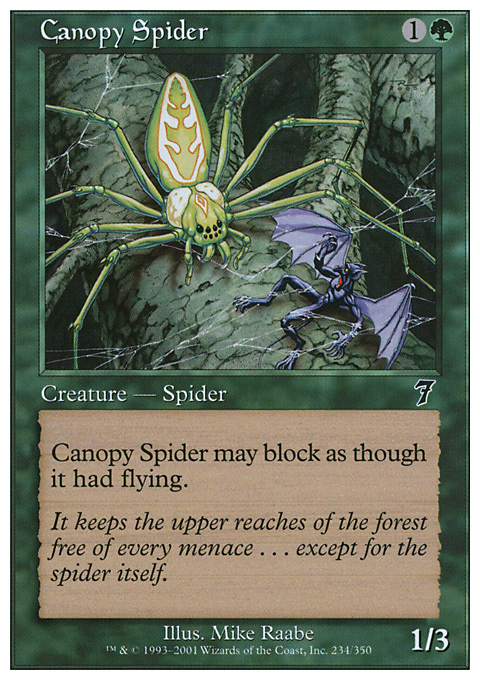 Canopy Spider 1
Creature — Spider 7
Canopy Spider may block as though
it had flying.
It keeps the upper reaches of the forest
free of every menace . . . except for the
spider itself.
Illus. Mike Raabe
™ & © 1993–2001 Wizards of the Coast, Inc. 234/350
1/3